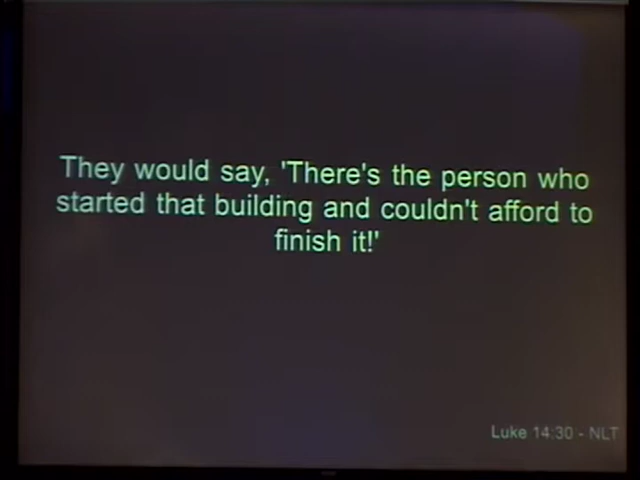 They would say, 'There's the person who
started that building and couldn't afford to
finish it!'
Luke 14:30 - NLT